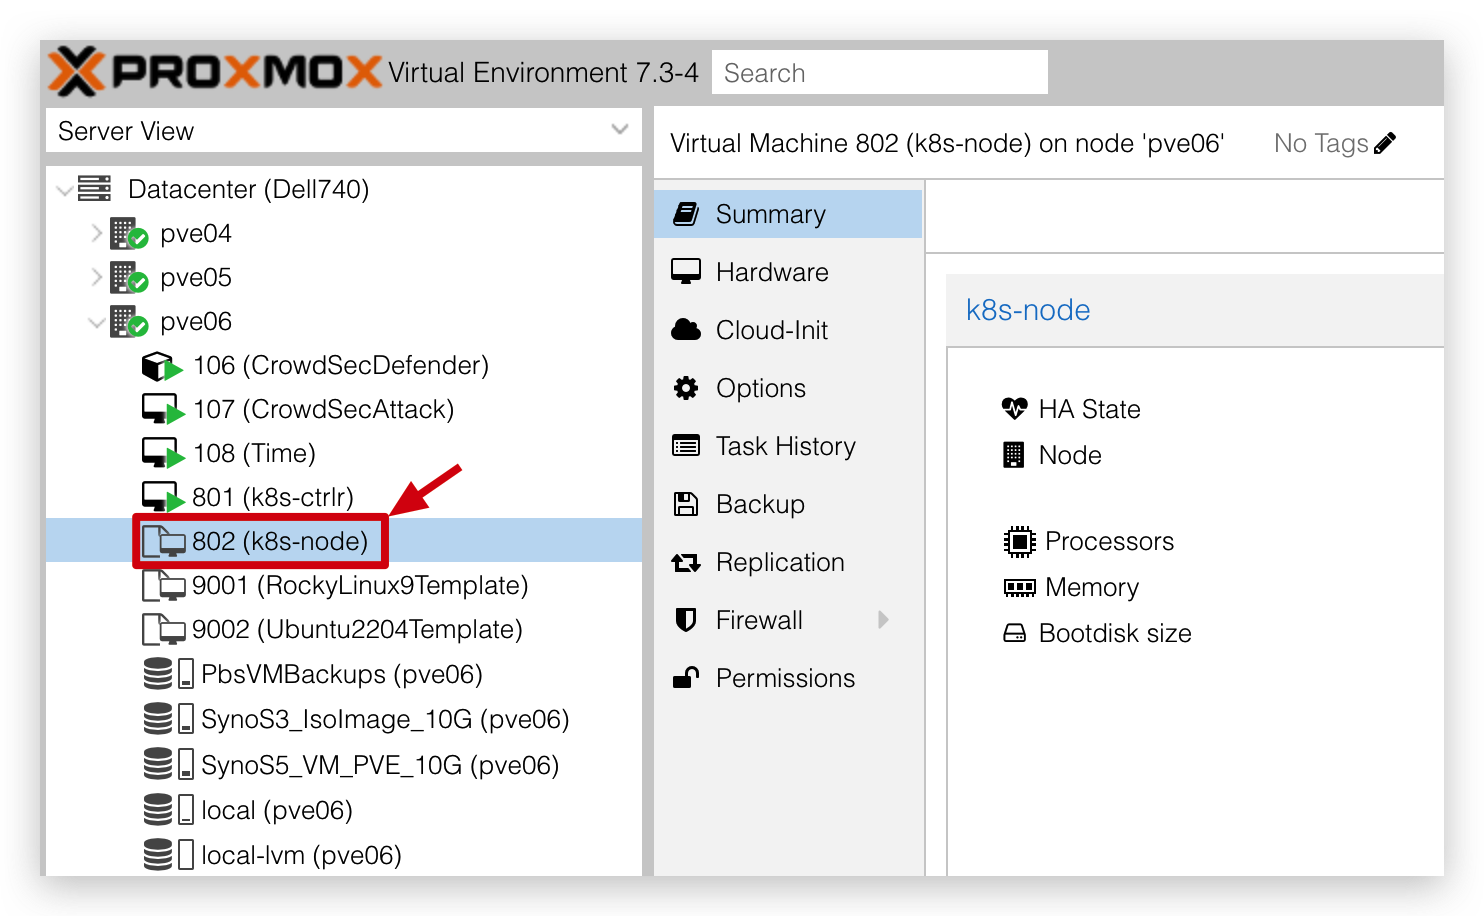 PROXMOX Virtual Environment 7.3-4 Search
Server View
Datacenter (Dell740)
pve04
pve05
pve06
106 (CrowdSecDefender)
107 (CrowdSecAttack)
108 (Time)
801 (k8s-ctrlr)
802 (k8s-node)
9001 (RockyLinux9Template)
9002 (Ubuntu2204Template)
PbsVMBackups (pve06)
SynoS3_IsoImage_10G (pve06)
SynoS5_VM_PVE_10G (pve06)
local (pve06)
local-lvm (pve06)
Virtual Machine 802 (k8s-node) on node 'pve06' No Tags
Summary
Hardware
Cloud-Init
Options
Task History
Backup
Replication
Firewall
Permissions
k8s-node
HA State
Node
Processors
Memory
Bootdisk size